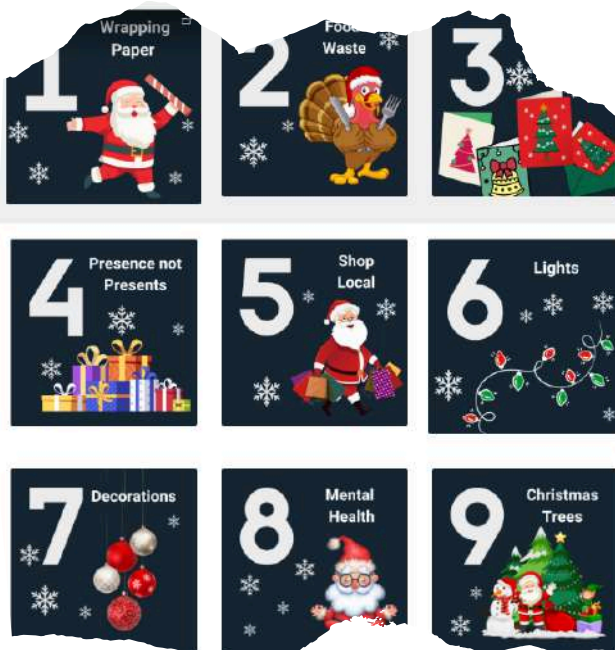 1
Wrapping
Paper
2
Food
Waste
3
4
Presence not
Presents
5
Shop
Local
6
Lights
7
Decorations
8
Mental
Health
9
Christmas
Trees